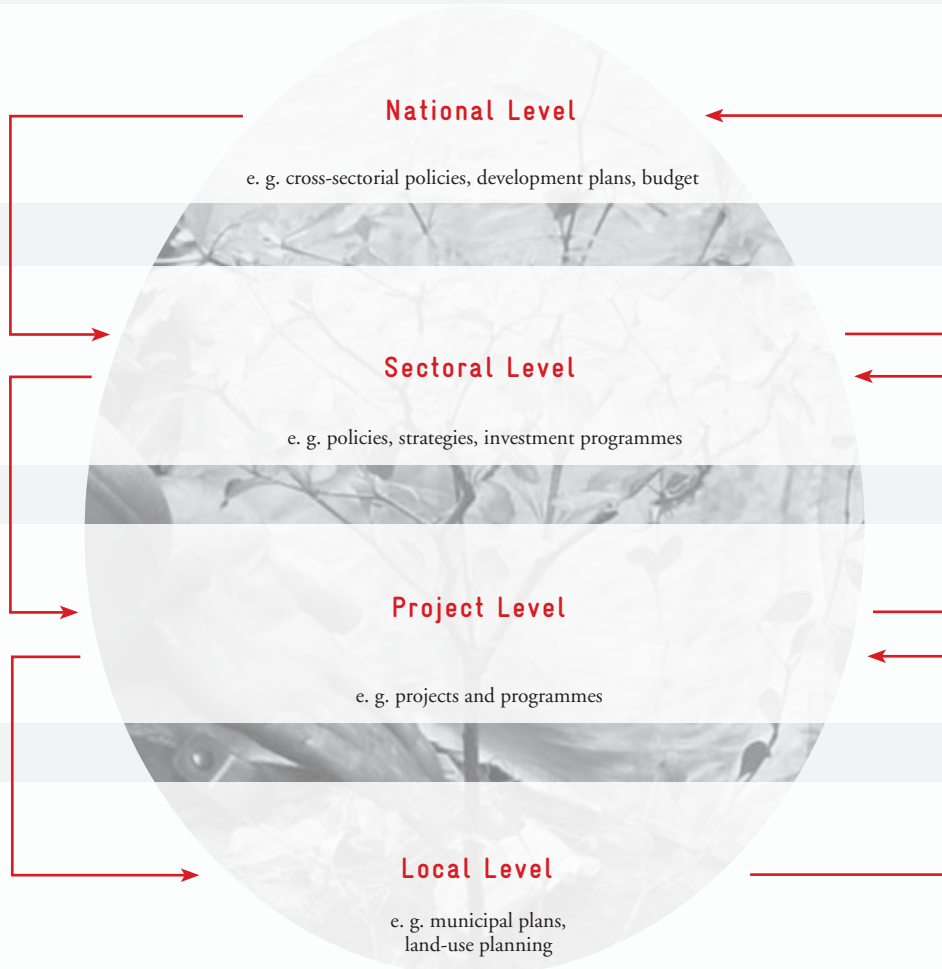 National Level
e. g. cross-sectorial policies, development plans, budget
Sectoral Level
e. g. policies, strategies, investment programmes
Project Level
e. g. projects and programmes
Local Level
e. g. municipal plans,
land-use planning